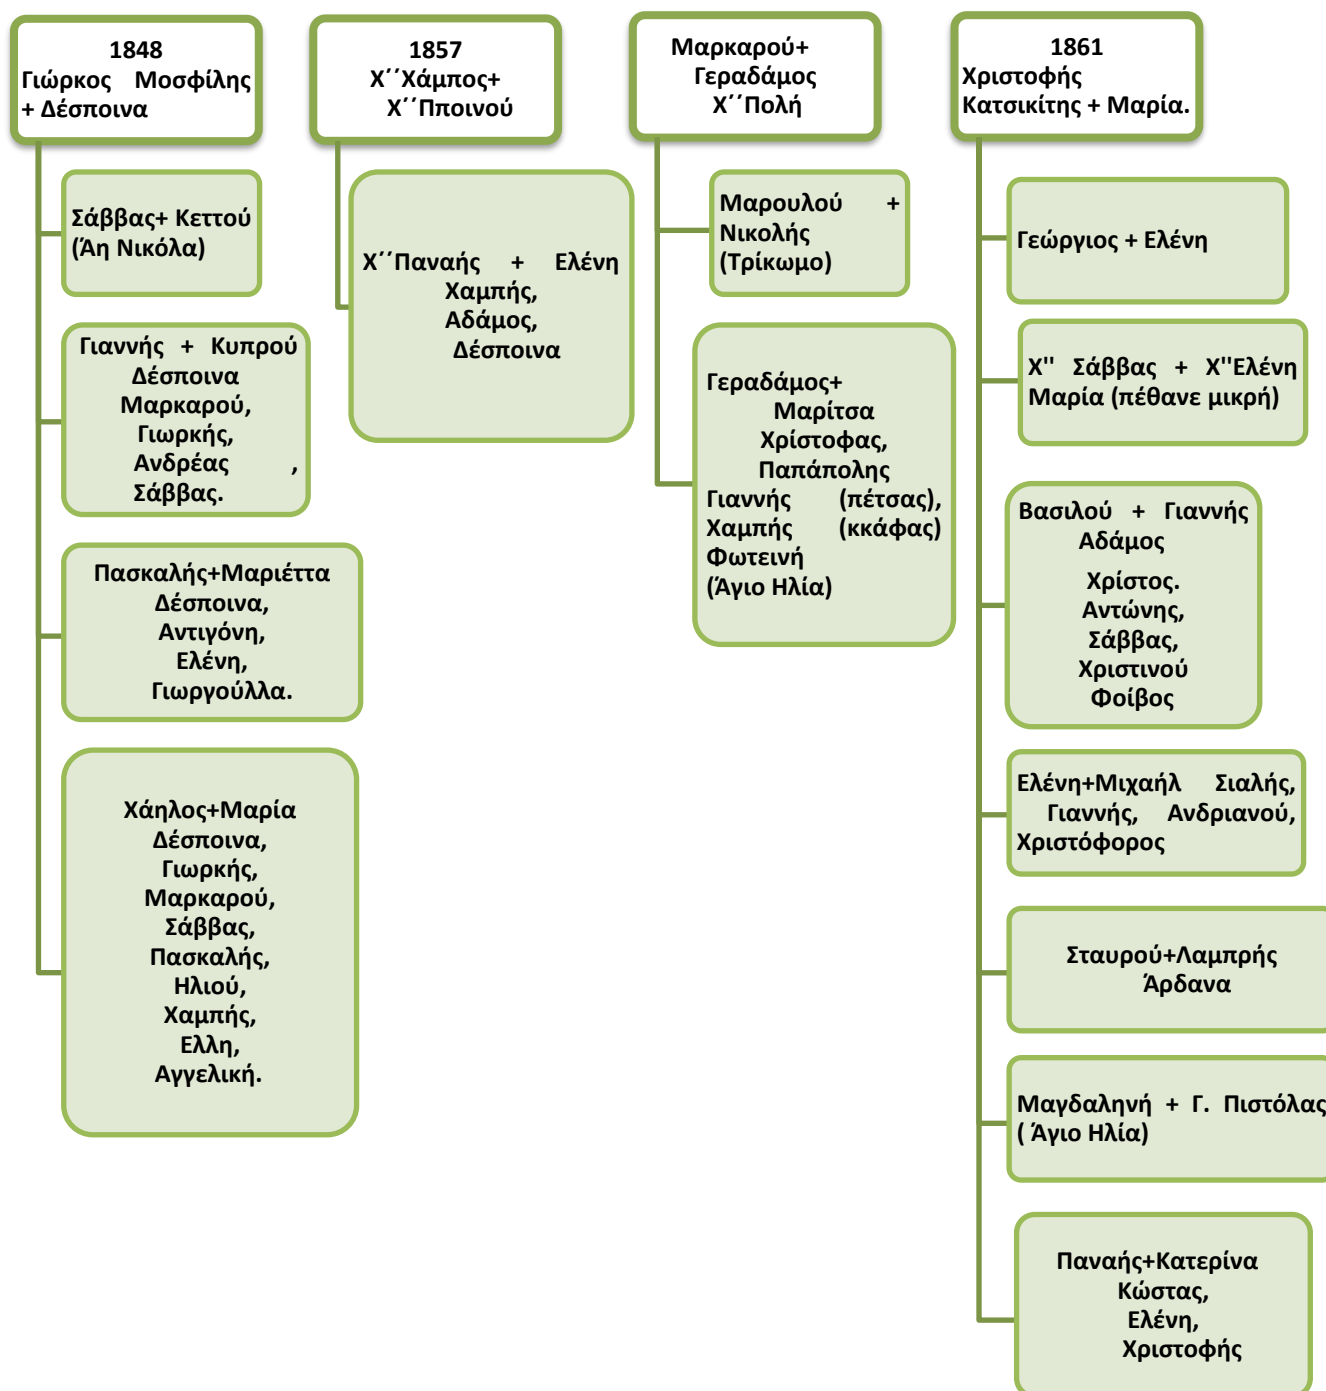 1848
Γιώρκος Μοσφίλης
+ Δέσποινα
Σάββας+ Κεττού
(Άη Νικόλα)
Γιαννής + Κυπρού
Δέσποινα
Μαρκαρού,
Γιωρκής,
Ανδρέας ,
Σάββας.
Πασκαλής+Μαριέττα
Δέσποινα,
Αντιγόνη,
Ελένη,
Γιωργούλλα.
Χάηλος+Μαρία
Δέσποινα,
Γιωρκής,
Μαρκαρού,
Σάββας,
Πασκαλής,
Ηλιού,
Χαμπής,
Ελλη,
Αγγελική.
1857
Χ΄΄Χάμπος+
Χ΄΄Πποινού
Χ΄΄Παναής + Ελένη
Χαμπής,
Αδάμος,
Δέσποινα
Μαρκαρού+
Γεραδάμος
Χ΄΄Πολή
Μαρουλού +
Νικολής
(Τρίκωμο)
Γεραδάμος+
Μαρίτσα
Χρίστοφας,
Παπάπολης
Γιαννής (πέτσας),
Χαμπής (κκάφας)
Φωτεινή
(Άγιο Ηλία)
1861
Χριστοφής
Κατσικίτης + Μαρία.
Γεώργιος + Ελένη
Χ'' Σάββας + Χ''Ελένη
Μαρία (πέθανε μικρή)
Βασιλού + Γιαννής
Αδάμος
Χρίστος.
Αντώνης,
Σάββας,
Χριστινού
Φοίβος
Ελένη+Μιχαήλ Σιαλής,
Γιαννής, Ανδριανού,
Χριστόφορος
Σταυρού+Λαμπρής
Άρδανα
Μαγδαληνή + Γ. Πιστόλας
( Άγιο Ηλία)
Παναής+Κατερίνα
Κώστας,
Ελένη,
Χριστοφής